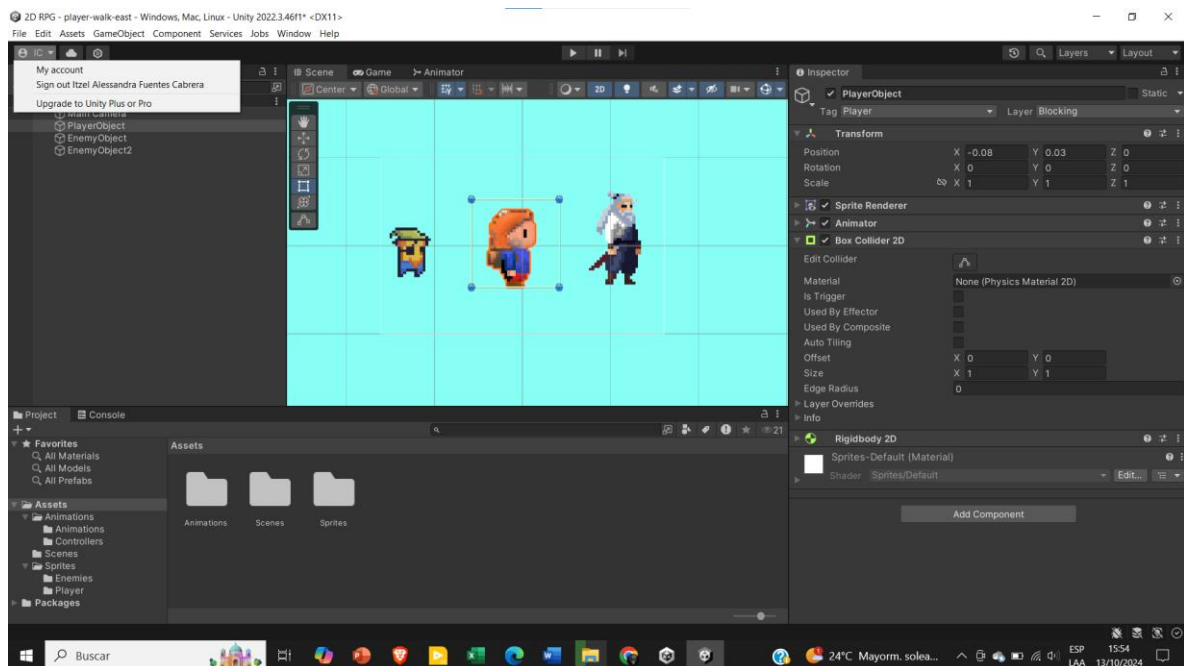 2D RPG - player-walk-east - Windows, Mac, Linux - Unity 2022.3.46f1* <DX11>
File Edit Assets GameObject Component Services Jobs Window Help
IC
Layers
Layout
My account
Sign out Itzel Alessandra Fuentes Cabrera
Upgrade to Unity Plus or Pro
Main Camera
PlayerObject
EnemyObject
EnemyObject2
Scene
Game
Animator
Center
Global
2D
Inspector
PlayerObject
Static
Tag Player
Layer Blocking
Transform
Position X -0.08 Y 0.03 Z 0
Rotation X 0 Y 0 Z 0
Scale X 1 Y 1 Z 1
Sprite Renderer
Animator
Box Collider 2D
Edit Collider
Material None (Physics Material 2D)
Is Trigger
Used By Effector
Used By Composite
Auto Tiling
Offset X 0 Y 0
Size X 1 Y 1
Edge Radius 0
Layer Overrides
Info
Rigidbody 2D
Sprites-Default (Material)
Shader Sprites/Default Edit...
Add Component
Project
Console
21
Favorites
All Materials
All Models
All Prefabs
Assets
Animations
Animations
Controllers
Scenes
Sprites
Enemies
Player
Packages
Assets
Animations
Scenes
Sprites
Buscar
24°C Mayorm. solea...
ESP
LAA
15:54
13/10/2024